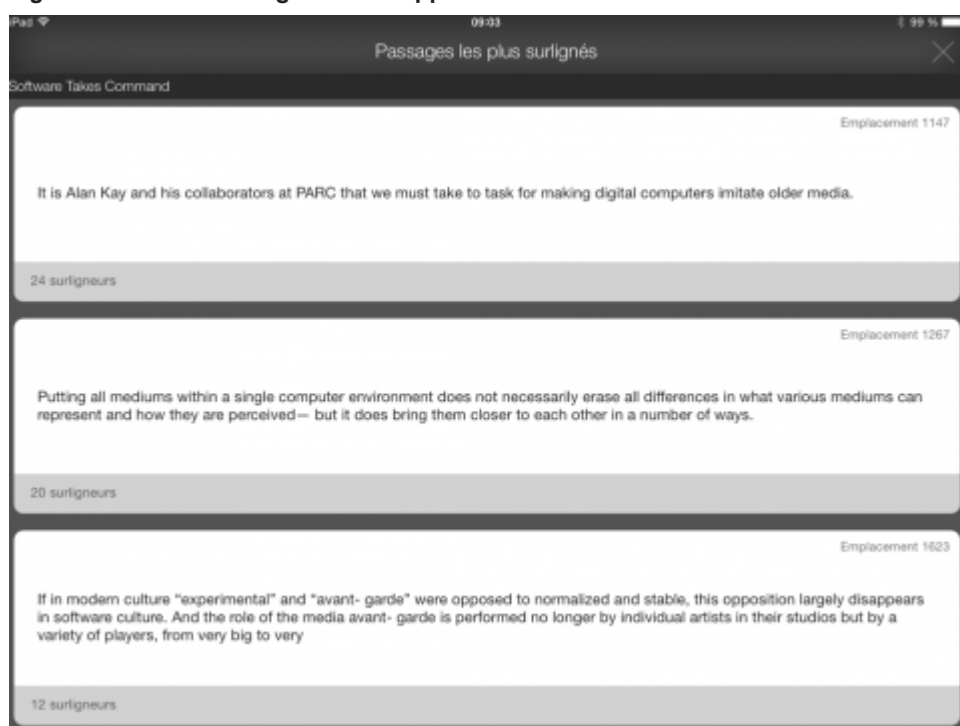 iPad
09:03
99 %
Passages les plus surlignés
Software Takes Command
Emplacement 1147
It is Alan Kay and his collaborators at PARC that we must take to task for making digital computers imitate older media.
24 surligneurs
Emplacement 1267
Putting all mediums within a single computer environment does not necessarily erase all differences in what various mediums can
represent and how they are perceived— but it does bring them closer to each other in a number of ways.
20 surligneurs
Emplacement 1623
If in modern culture “experimental” and “avant- garde” were opposed to normalized and stable, this opposition largely disappears
in software culture. And the role of the media avant- garde is performed no longer by individual artists in their studios but by a
variety of players, from very big to very
12 surligneurs